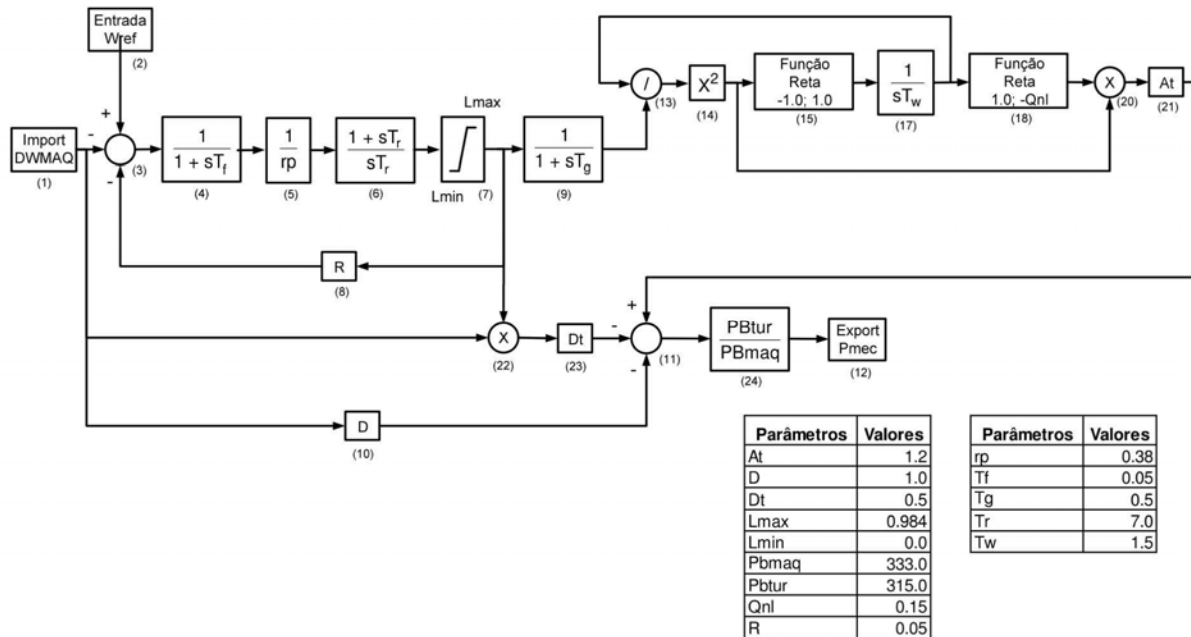 Entrada
Wref
(2)
+
-
Import
DWMAQ
(1)
(3)
-
1
1 + sTf
(4)
1
rp
(5)
1 + sTr
sTr
(6)
Lmax
Lmin
(7)
1
1 + sTg
(9)
/
(13)
X²
(14)
Função
Reta
-1.0; 1.0
(15)
1
sTw
(17)
Função
Reta
1.0; -Qnl
(18)
X
(20)
At
(21)
R
(8)
X
(22)
Dt
(23)
+
-
-
(11)
PBtur
PBmaq
(24)
Export
Pmec
(12)
D
(10)
Parâmetros Valores
At 1.2
D 1.0
Dt 0.5
Lmax 0.984
Lmin 0.0
Pbmaq 333.0
Pbtur 315.0
Qnl 0.15
R 0.05
Parâmetros Valores
rp 0.38
Tf 0.05
Tg 0.5
Tr 7.0
Tw 1.5